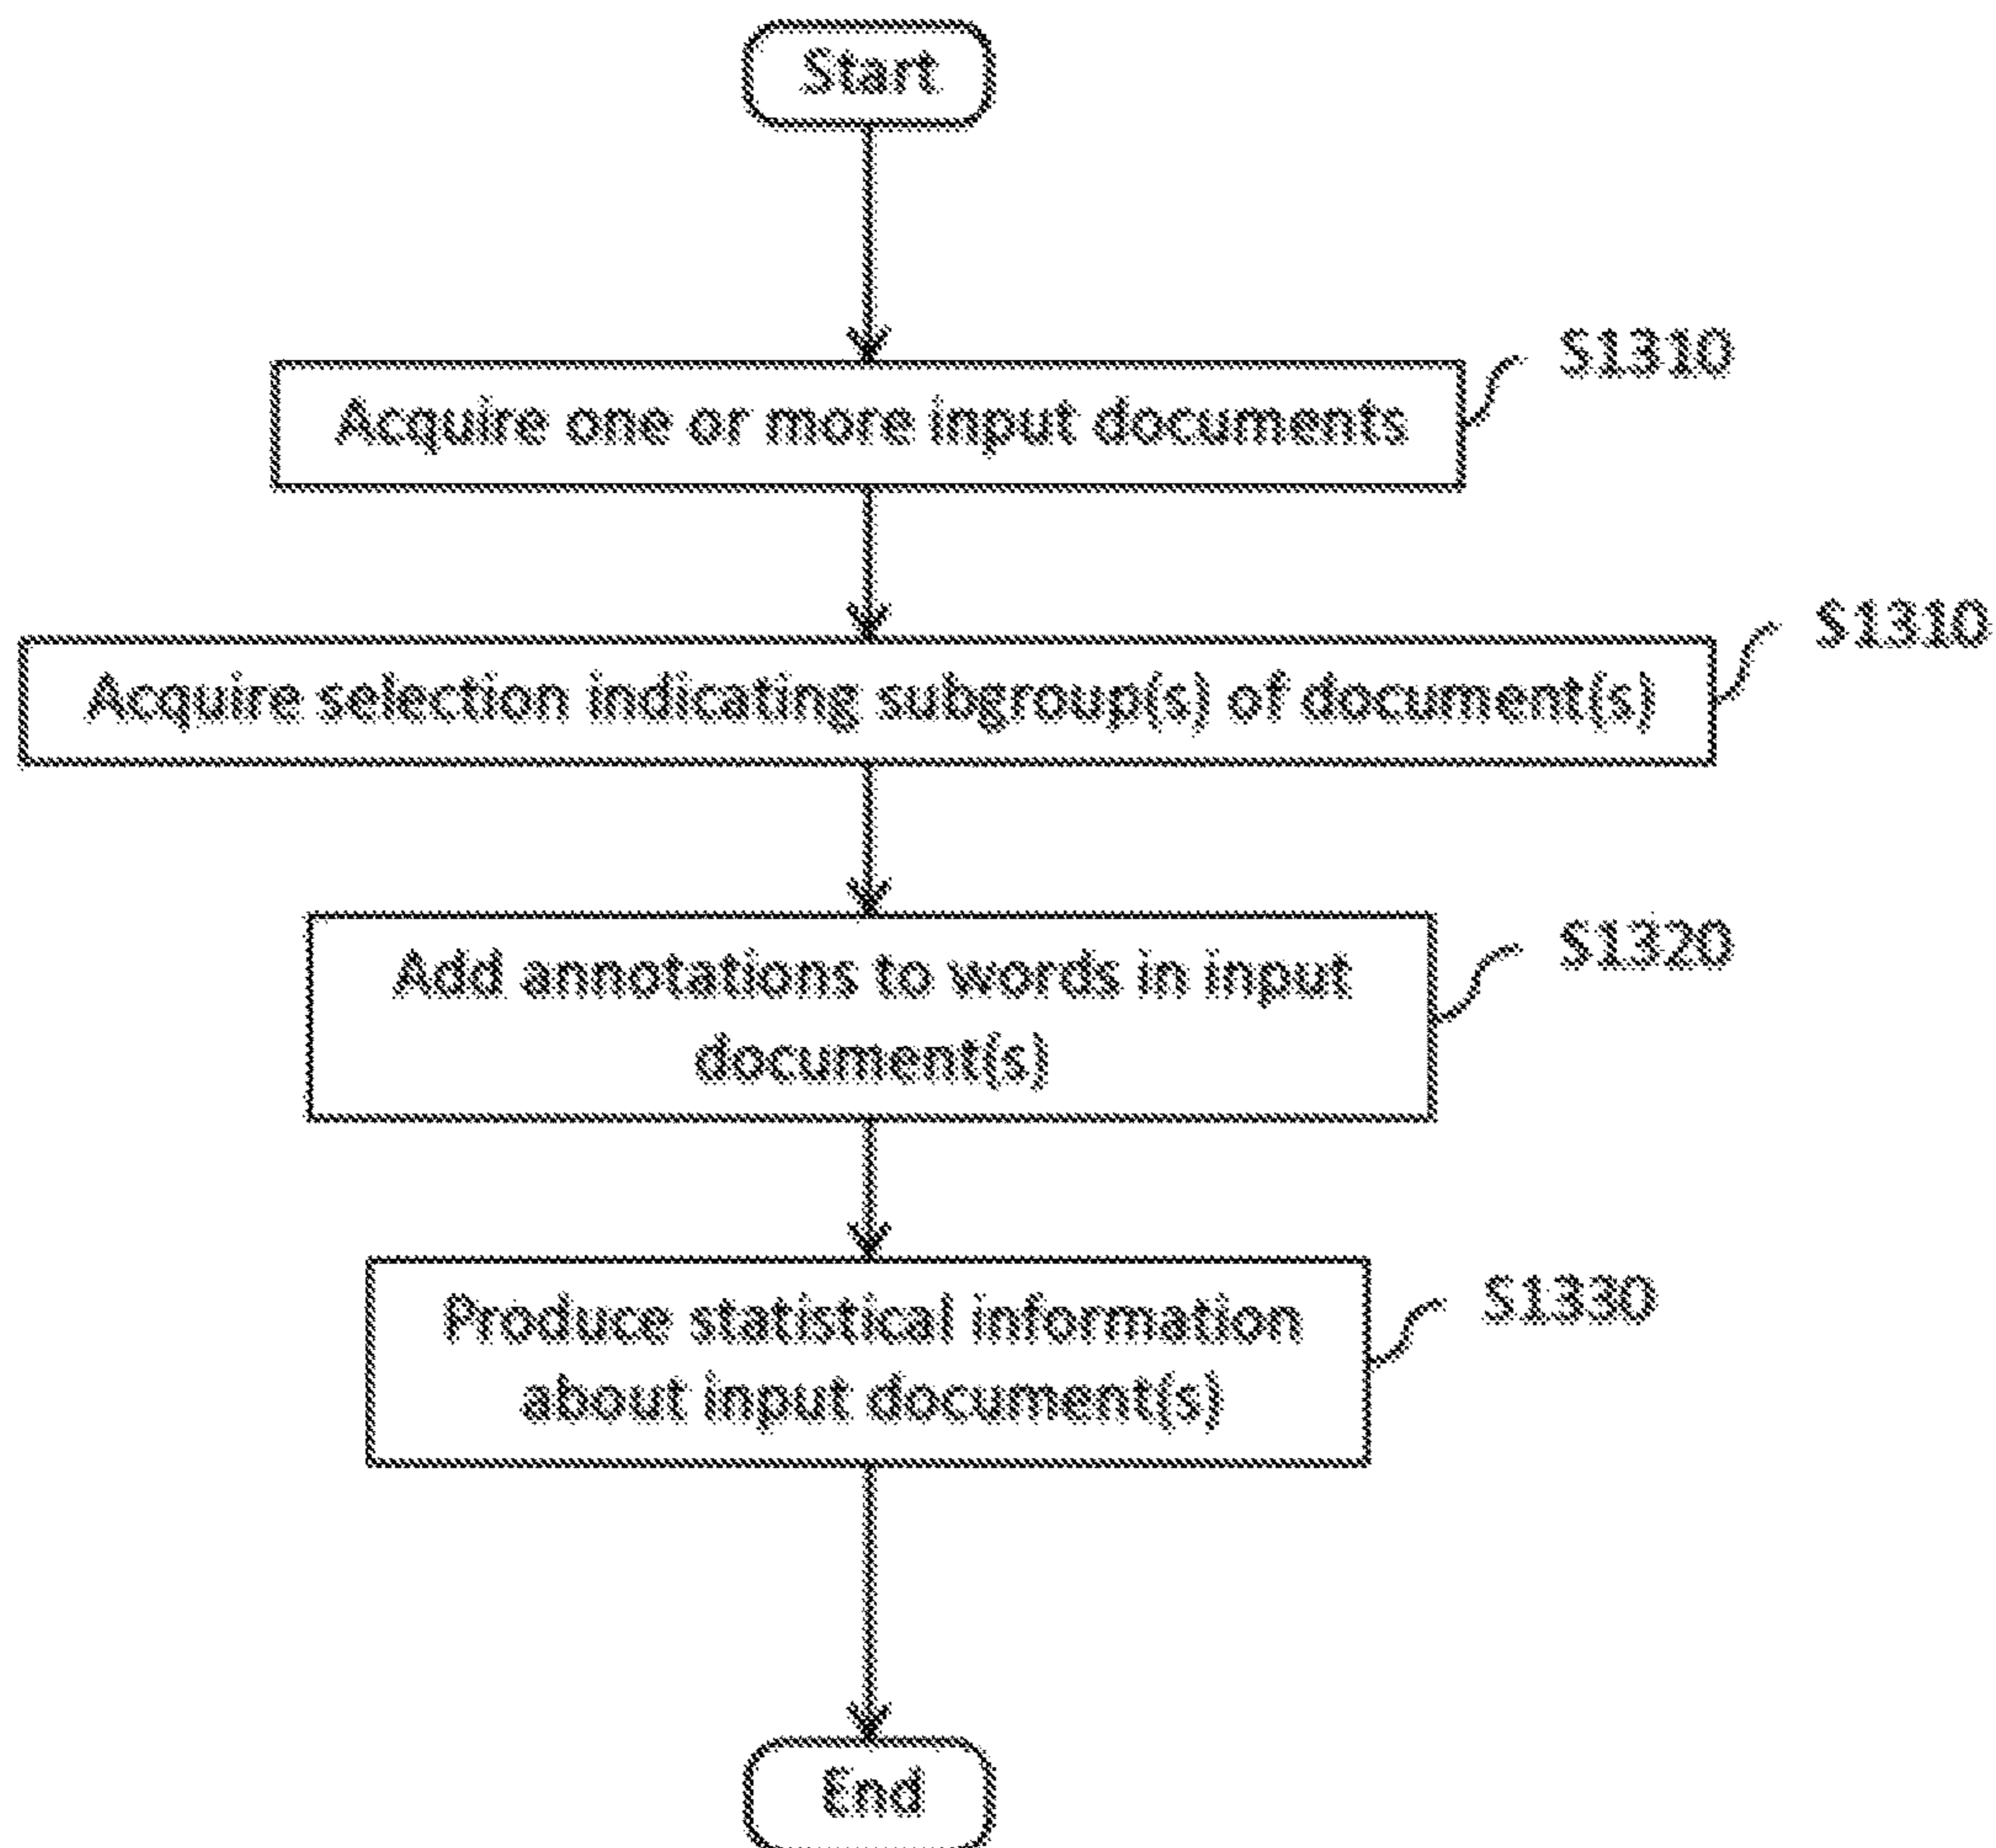 Start
Acquire one or more input documents
S1310
Acquire selection indicating subgroup(s) of document(s)
S1310
Add annotations to words in input
document(s)
S1320
Produce statistical information
about input document(s)
S1330
End